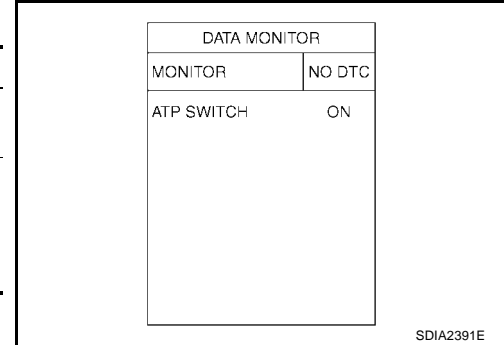 DATA MONITOR
MONITOR NO DTC
ATP SWITCH ON
SDIA2391E